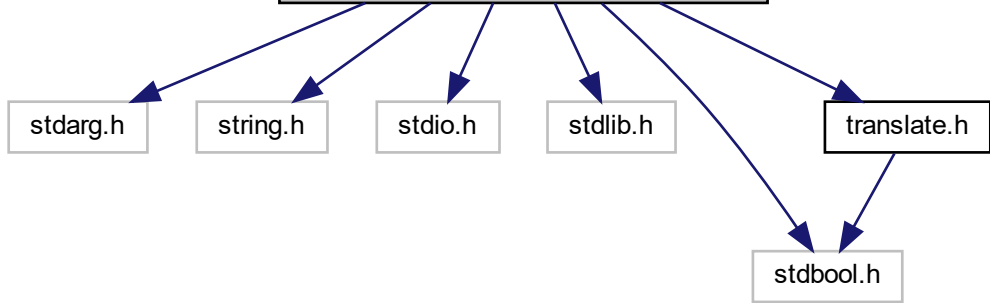 stdarg.h
string.h
stdio.h
stdlib.h
translate.h
stdbool.h